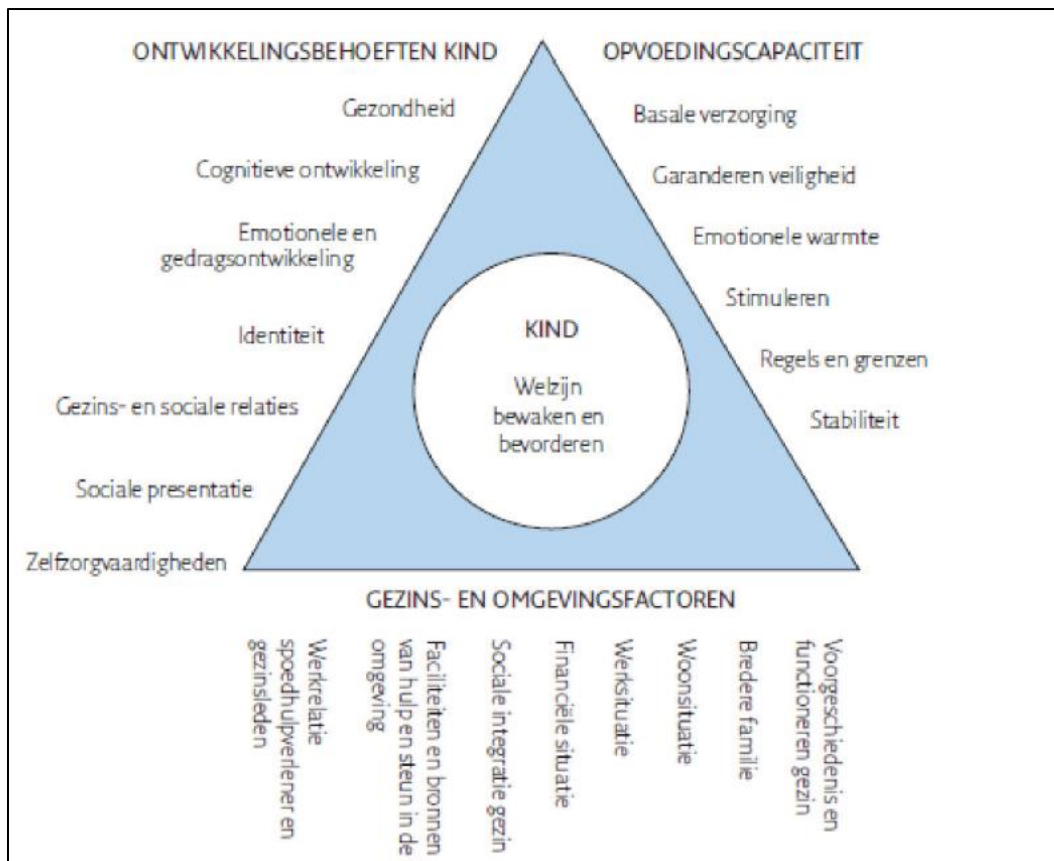 ONTWIKKELINGSBEHOEFTEN KIND
Gezondheid
Cognitieve ontwikkeling
Emotionele en
gedragsontwikkeling
Identiteit
Gezins- en sociale relaties
Sociale presentatie
Zelfzorgvaardigheden
OPVOEDINGSCAPACITEIT
Basale verzorging
Garanderen veiligheid
Emotionele warmte
Stimuleren
Regels en grenzen
Stabiliteit
KIND
Welzijn
bewaken en
bevorderen
GEZINS- EN OMGEVINGSFACTOREN
Werkrelatie
spoedhulpverlener en
gezinsleden
Faciliteiten en bronnen
van hulp en steun in de
omgeving
Sociale integratie gezin
Financiële situatie
Werksituatie
Woonsituatie
Bredere familie
Voorgeschiedenis en
functioneren gezin